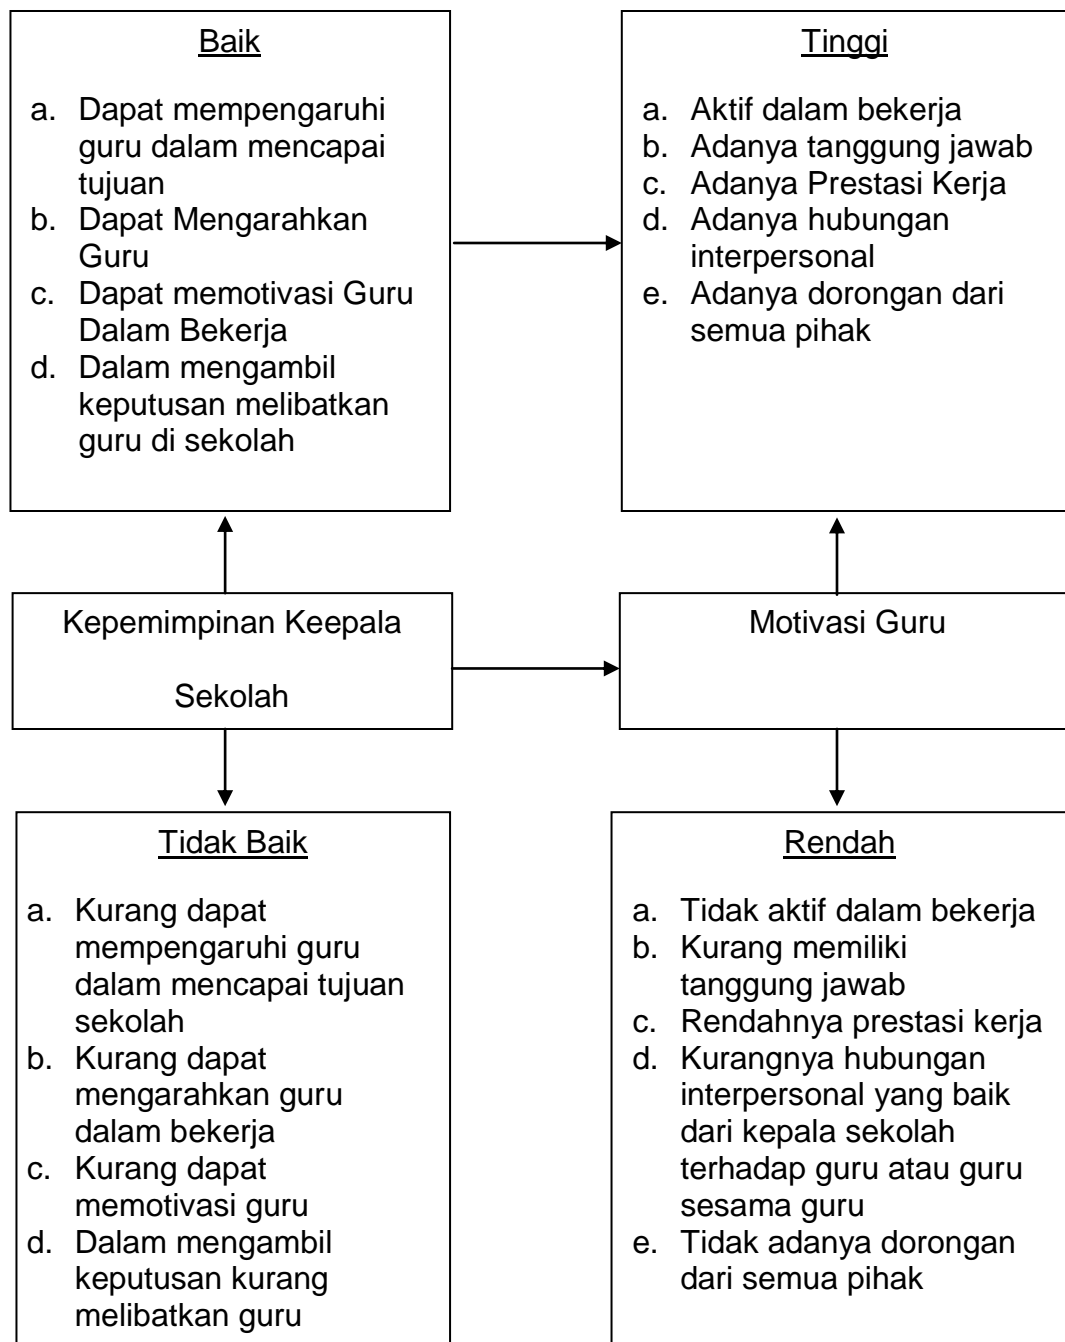 Baik
a. Dapat mempengaruhi
guru dalam mencapai
tujuan
b. Dapat Mengarahkan
Guru
c. Dapat memotivasi Guru
Dalam Bekerja
d. Dalam mengambil
keputusan melibatkan
guru di sekolah
Tinggi
a. Aktif dalam bekerja
b. Adanya tanggung jawab
c. Adanya Prestasi Kerja
d. Adanya hubungan
interpersonal
e. Adanya dorongan dari
semua pihak
Kepemimpinan Keepala
Sekolah
Motivasi Guru
Tidak Baik
a. Kurang dapat
mempengaruhi guru
dalam mencapai tujuan
sekolah
b. Kurang dapat
mengarahkan guru
dalam bekerja
c. Kurang dapat
memotivasi guru
d. Dalam mengambil
keputusan kurang
melibatkan guru
Rendah
a. Tidak aktif dalam bekerja
b. Kurang memiliki
tanggung jawab
c. Rendahnya prestasi kerja
d. Kurangnya hubungan
interpersonal yang baik
dari kepala sekolah
terhadap guru atau guru
sesama guru
e. Tidak adanya dorongan
dari semua pihak